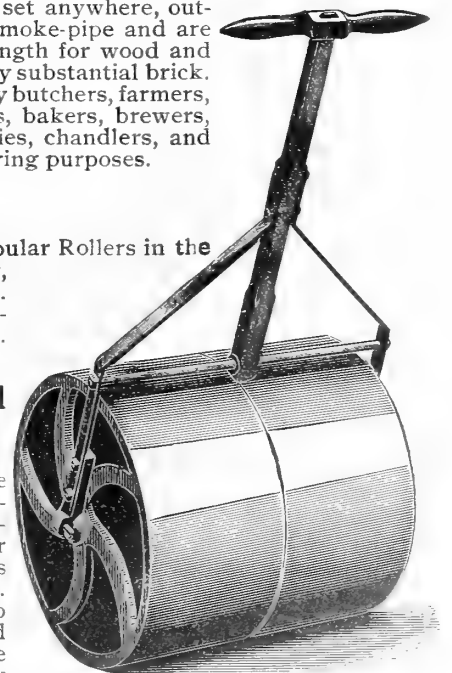 set anywhere, out-
moke-pipe and are
ngth for wood and
y substantial brick.
y butchers, farmers,
s, bakers, brewers,
ies, chandlers, and
ring purposes.
ular Rollers in the